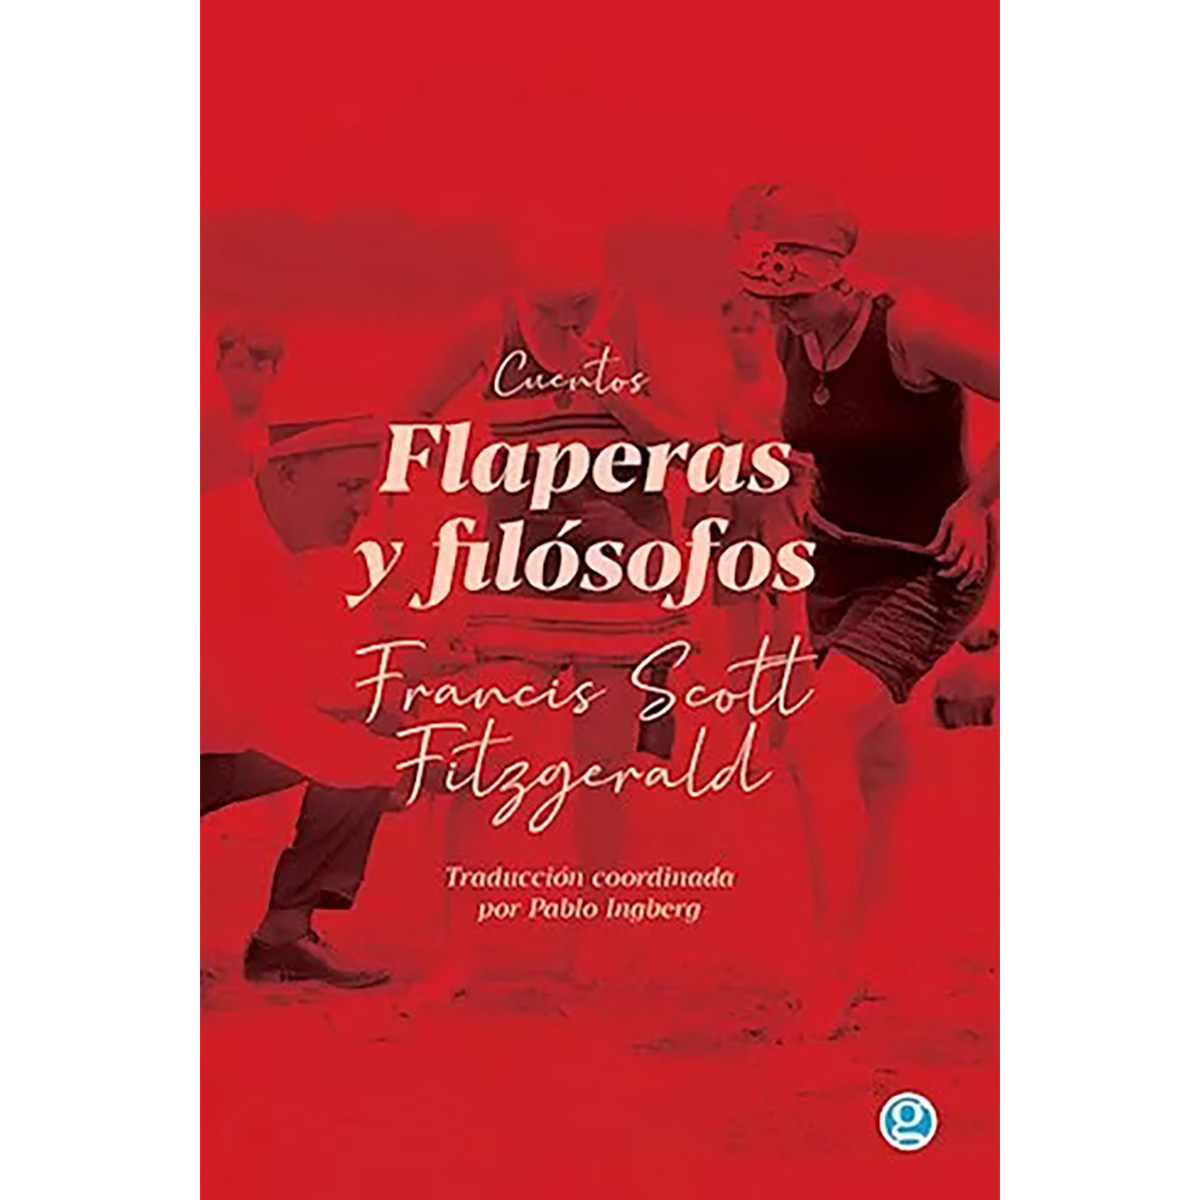 Cuentos
Flaperas
y filósofos
Francis Scott
Fitzgerald
Traducción coordinada
por Pablo Ingberg
g